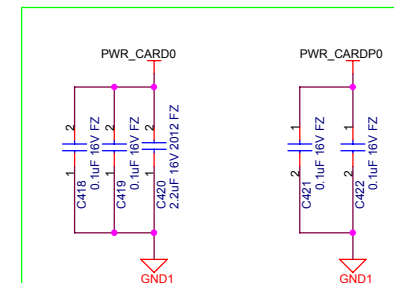 PWR_CARD0
PWR_CARDP0
2
1
C418
0.1uF 16V FZ
2
1
C419
0.1uF 16V FZ
2
1
C420
2.2uF 16V 2012 FZ
1
2
C421
0.1uF 16V FZ
1
2
C422
0.1uF 16V FZ
GND1
GND1